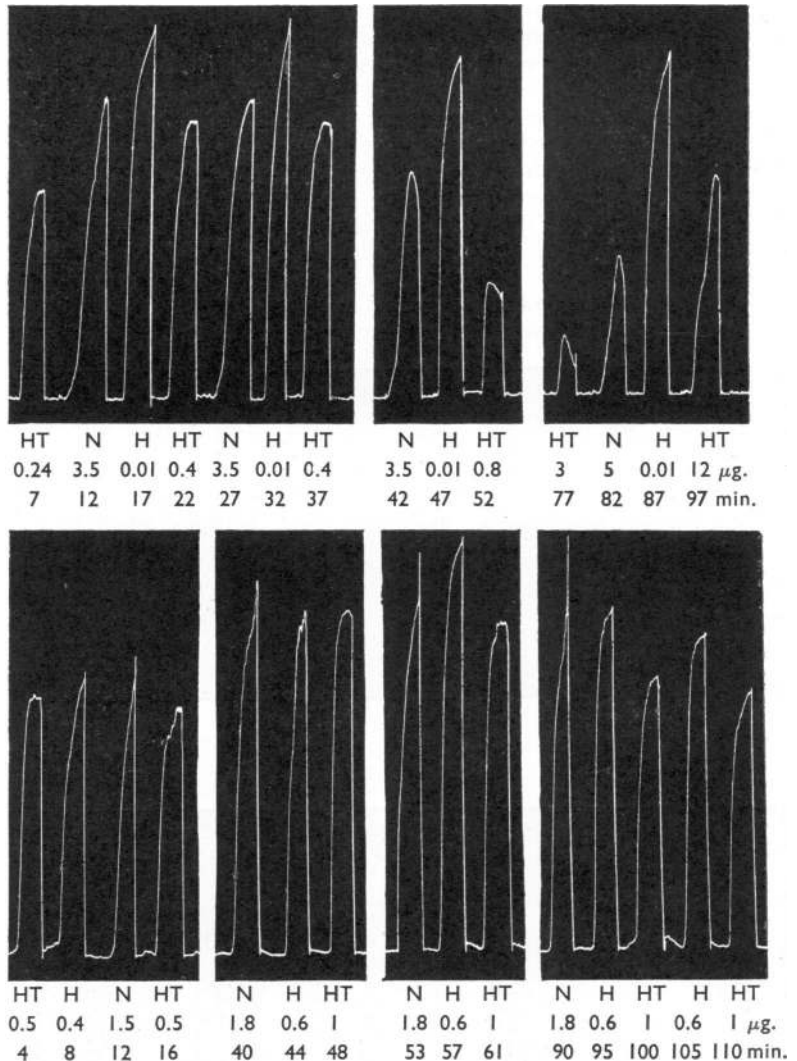 HT N H HT N H HT N H HT HT N H HT
0.24 3.5 0.01 0.4 3.5 0.01 0.4 3.5 0.01 0.8 3 5 0.01 12 μg.
7 12 17 22 27 32 37 42 47 52 77 82 87 97 min.
HT H N HT N H HT N H HT N H HT H HT
0.5 0.4 1.5 0.5 1.8 0.6 1 1.8 0.6 1 1.8 0.6 1 0.6 1 μg.
4 8 12 16 40 44 48 53 57 61 90 95 100 105 110 min.